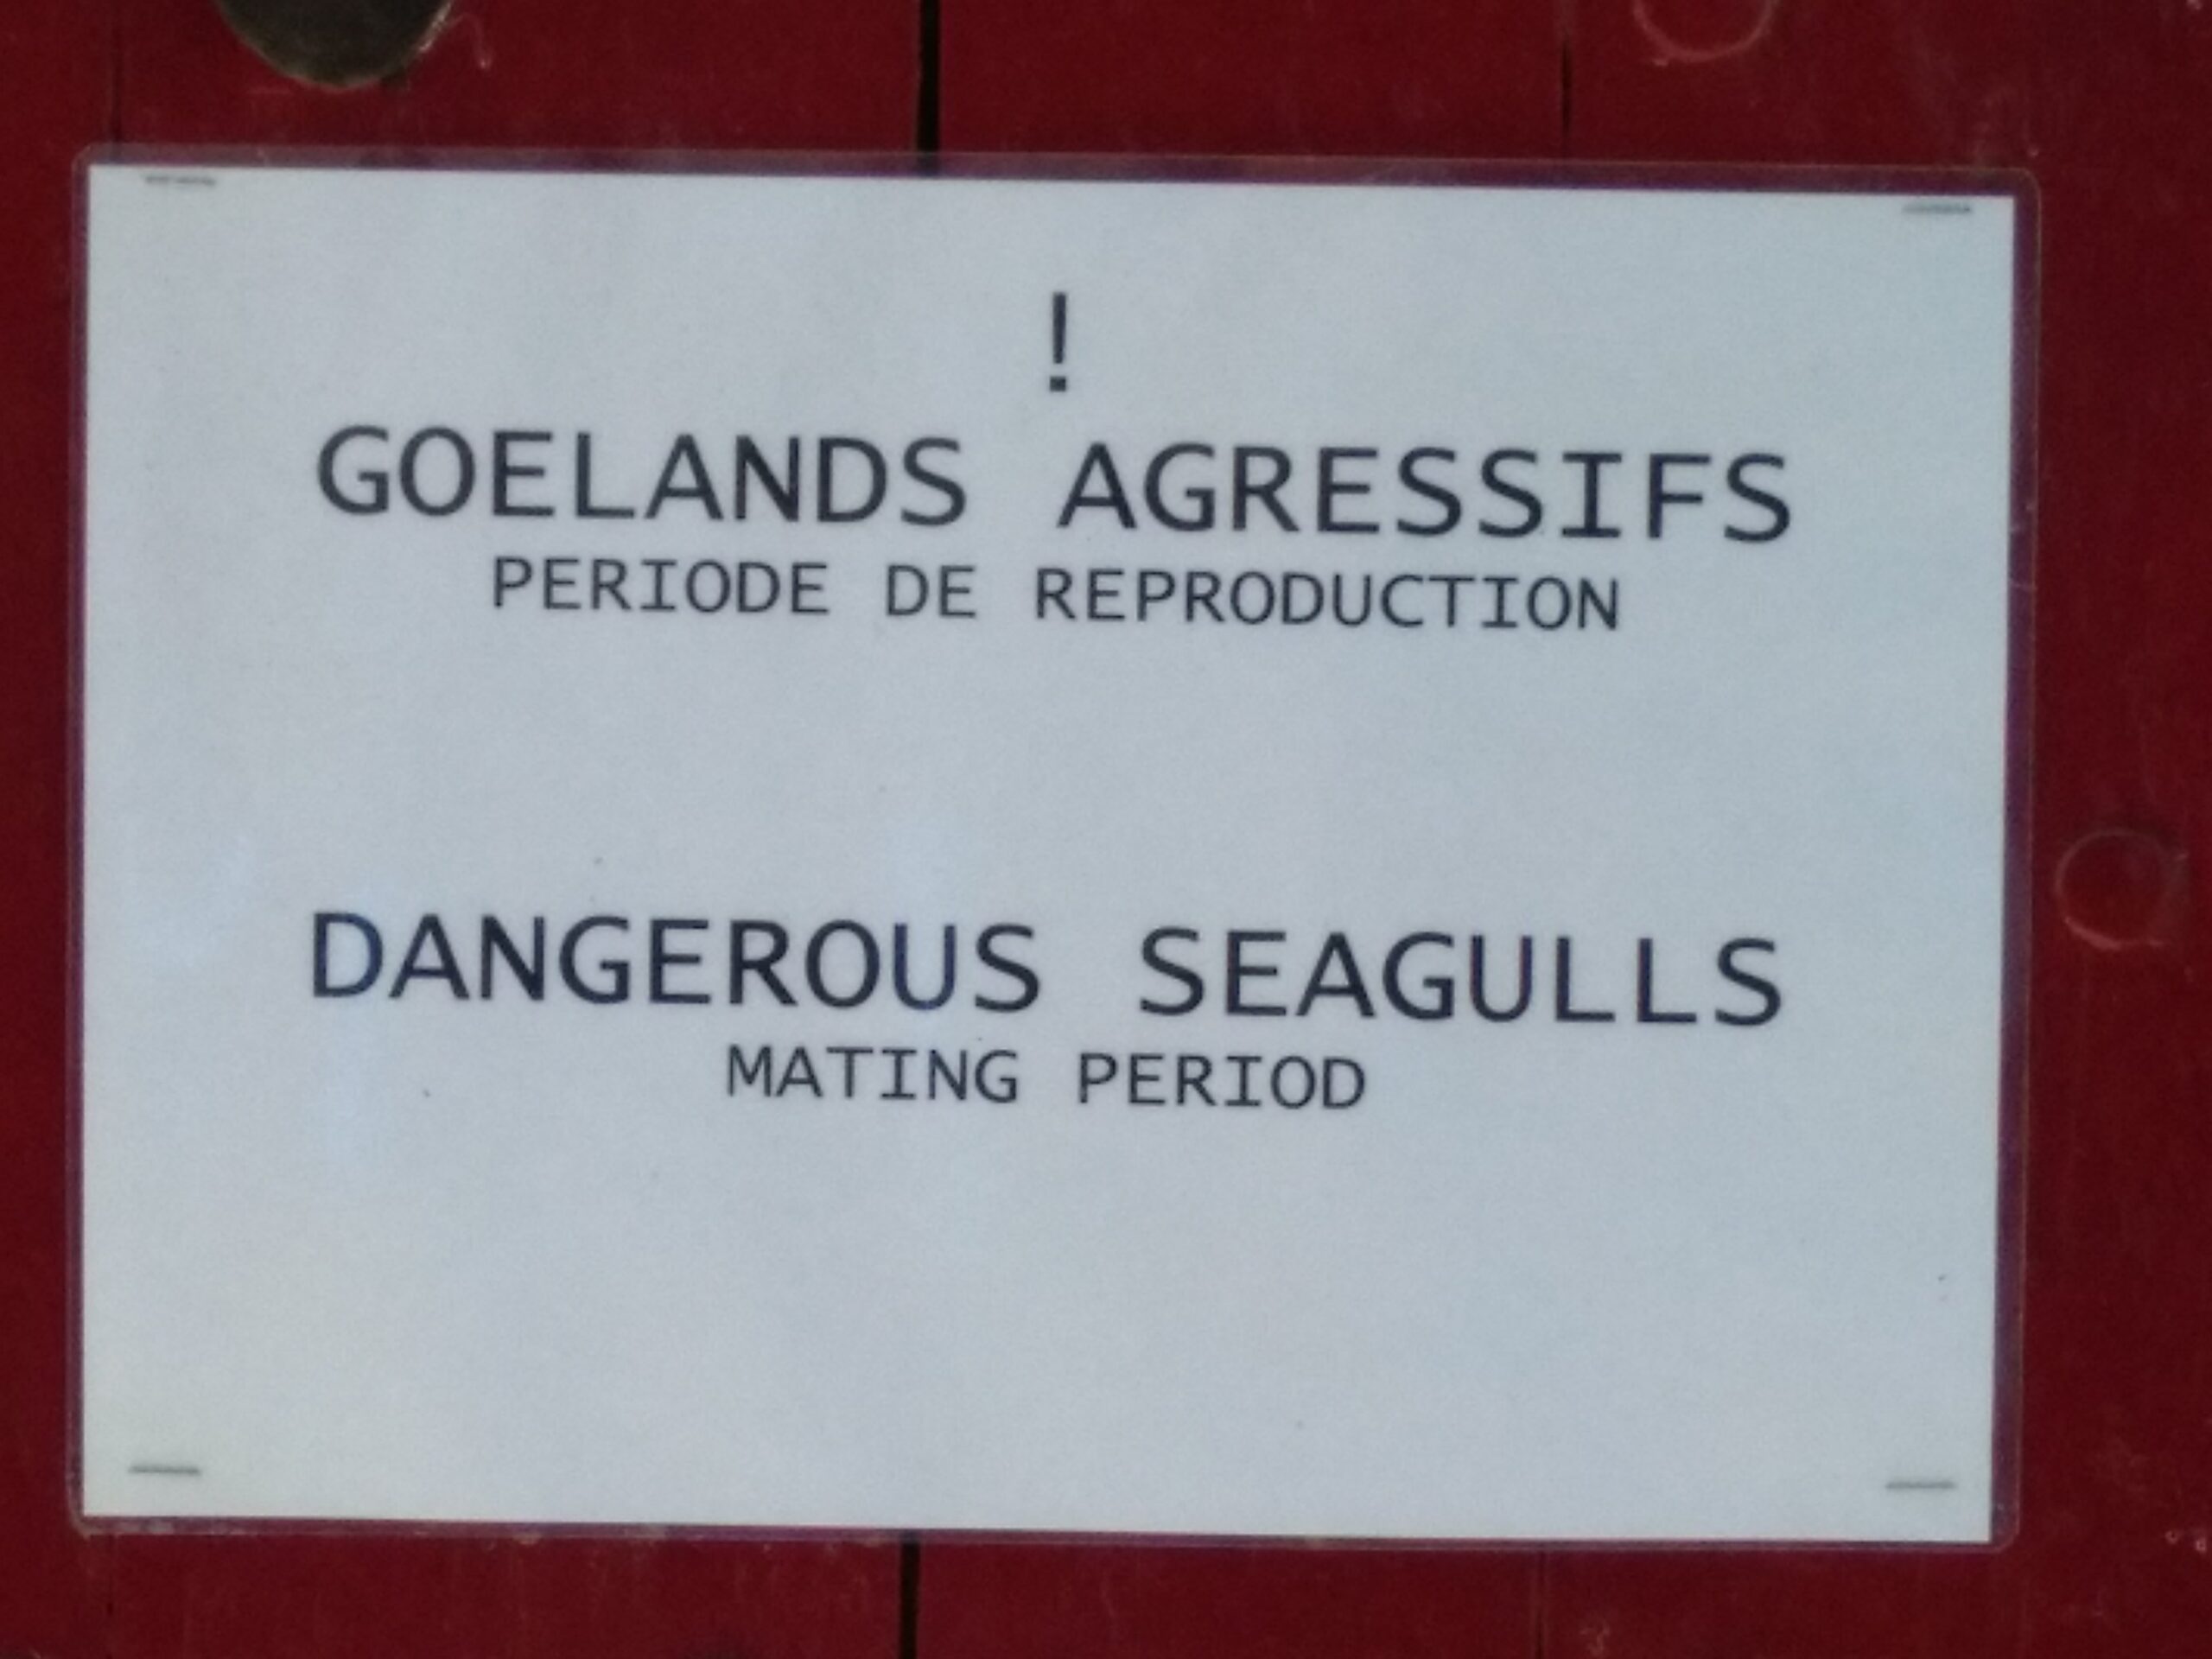 !
GOELANDS AGRESSIFS
PERIODE DE REPRODUCTION
DANGEROUS SEAGULLS
MATING PERIOD